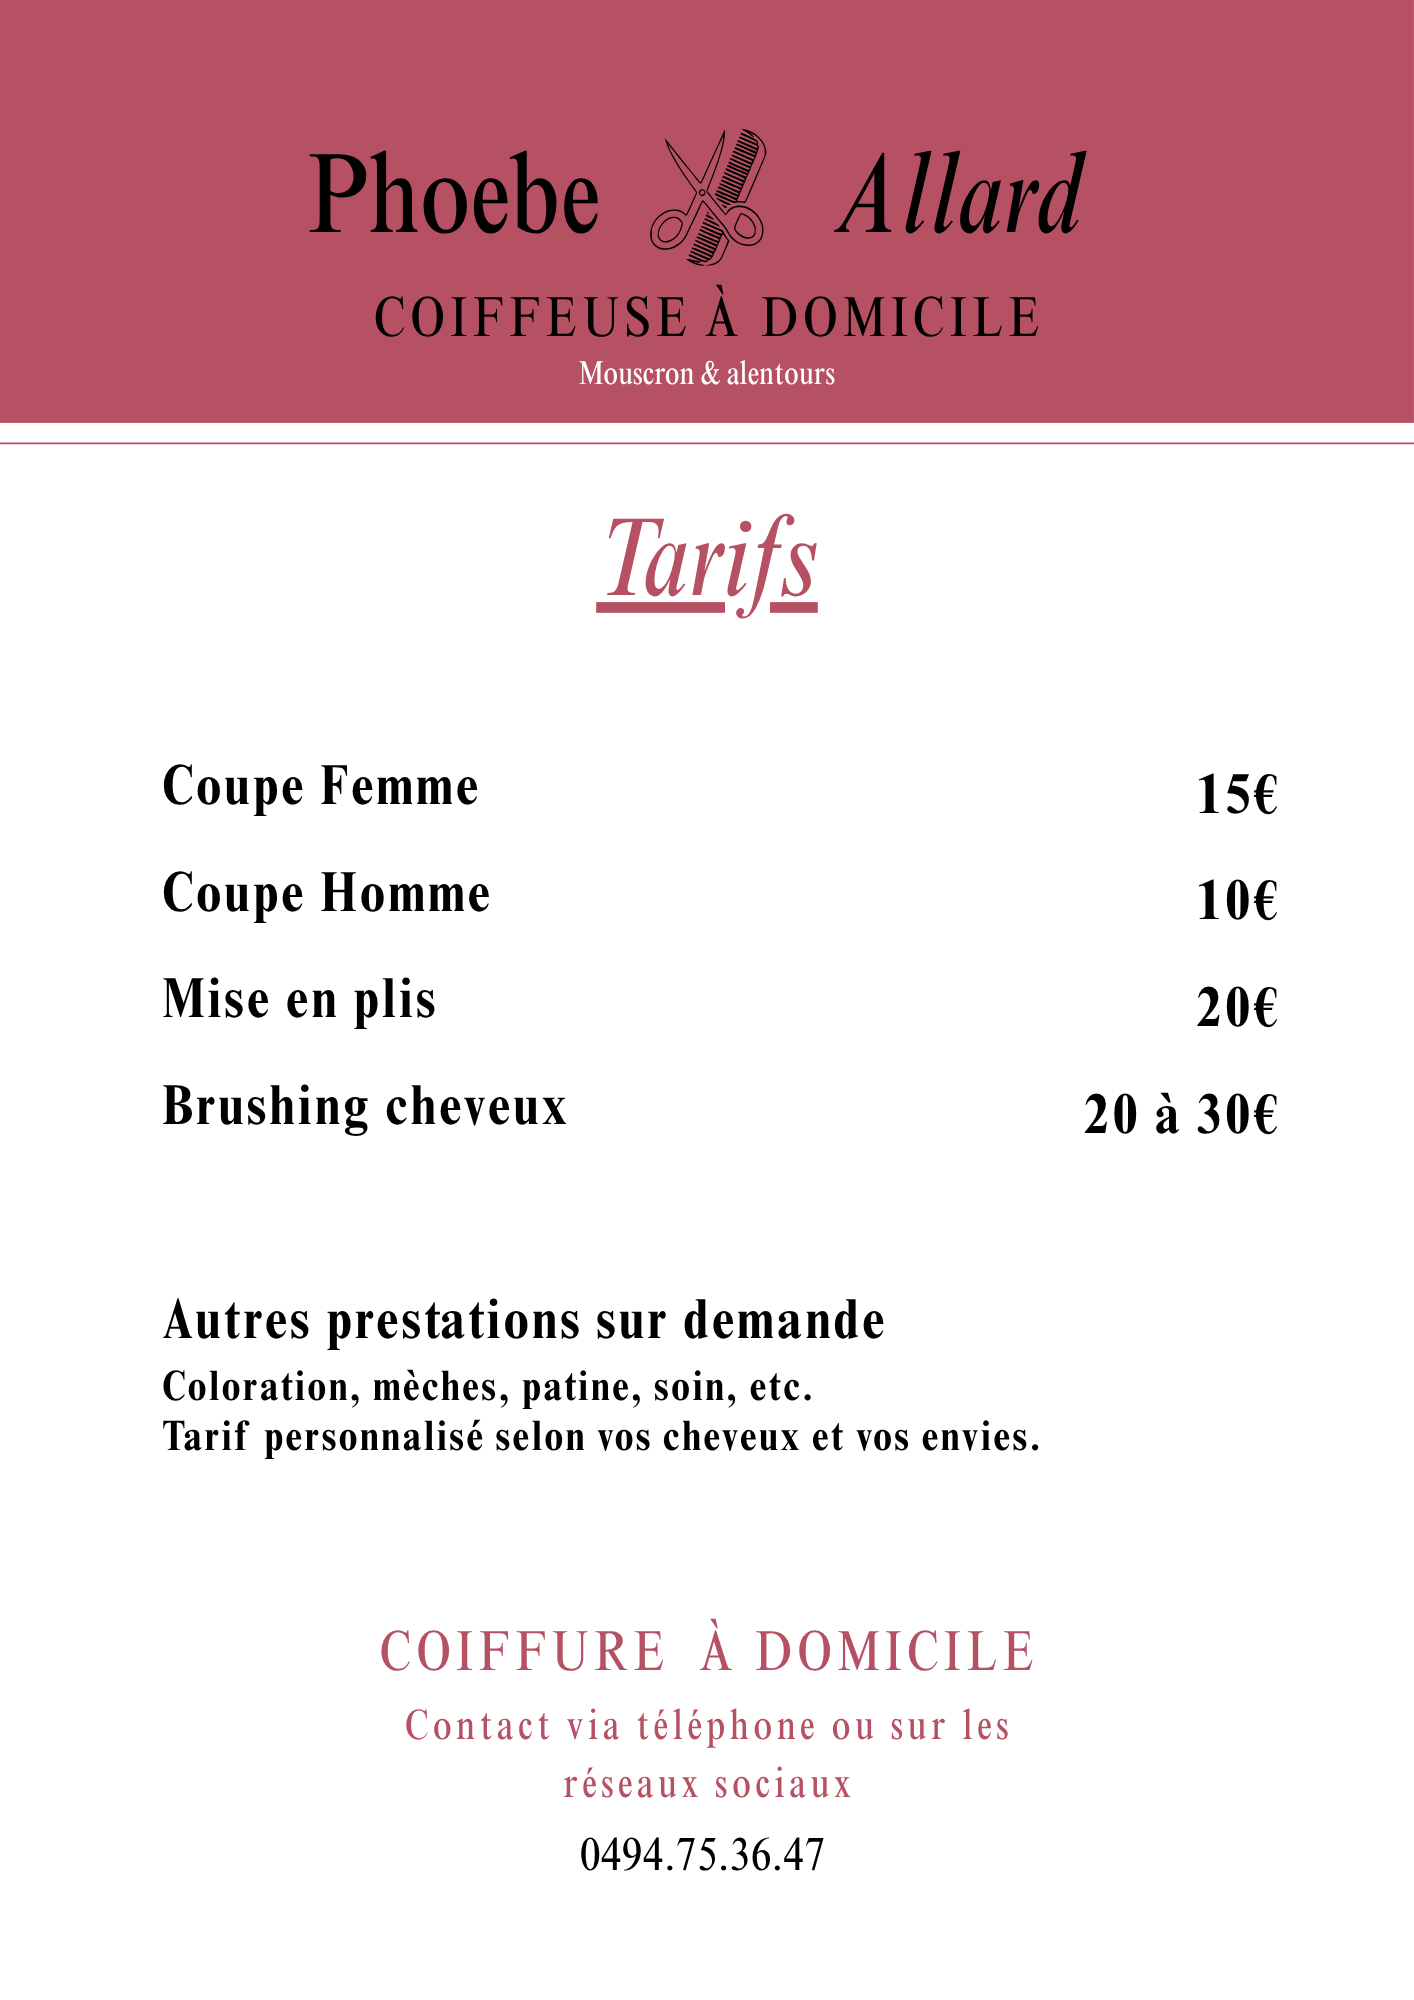 Phoebe Allard
COIFFEUSE À DOMICILE
Mouscron & alentours
Tarifs
Coupe Femme 15€
Coupe Homme 10€
Mise en plis 20€
Brushing cheveux 20 à 30€
Autres prestations sur demande
Coloration, mèches, patine, soin, etc.
Tarif personnalisé selon vos cheveux et vos envies.
COIFFURE À DOMICILE
Contact via téléphone ou sur les
réseaux sociaux
0494.75.36.47